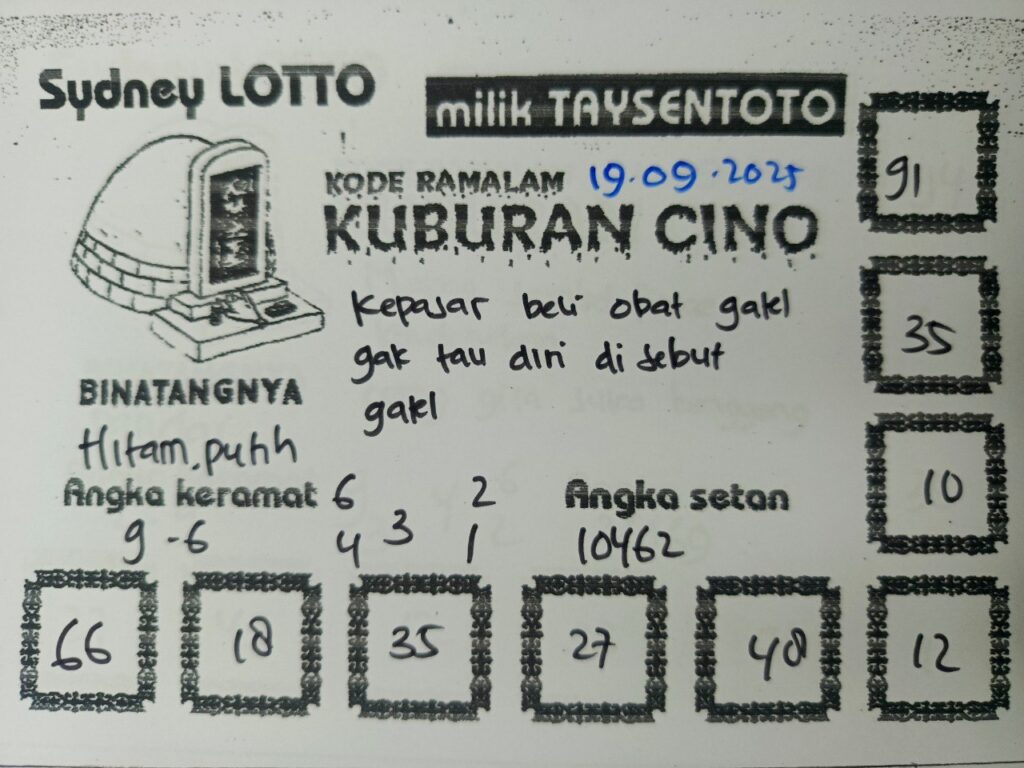 Sydney LOTTO
milik TAYSENTOTO
KODE RAMALAM 19.09.2025
KUBURAN CINO
Kepasar beli obat gatel
gak tau diri di sebut
gatel
BINATANGNYA
Hitam, putih
Angka keramat
9-6
6 2
3
4 1
Angka setan
10462
91
35
10
66 18 35 27 48 12